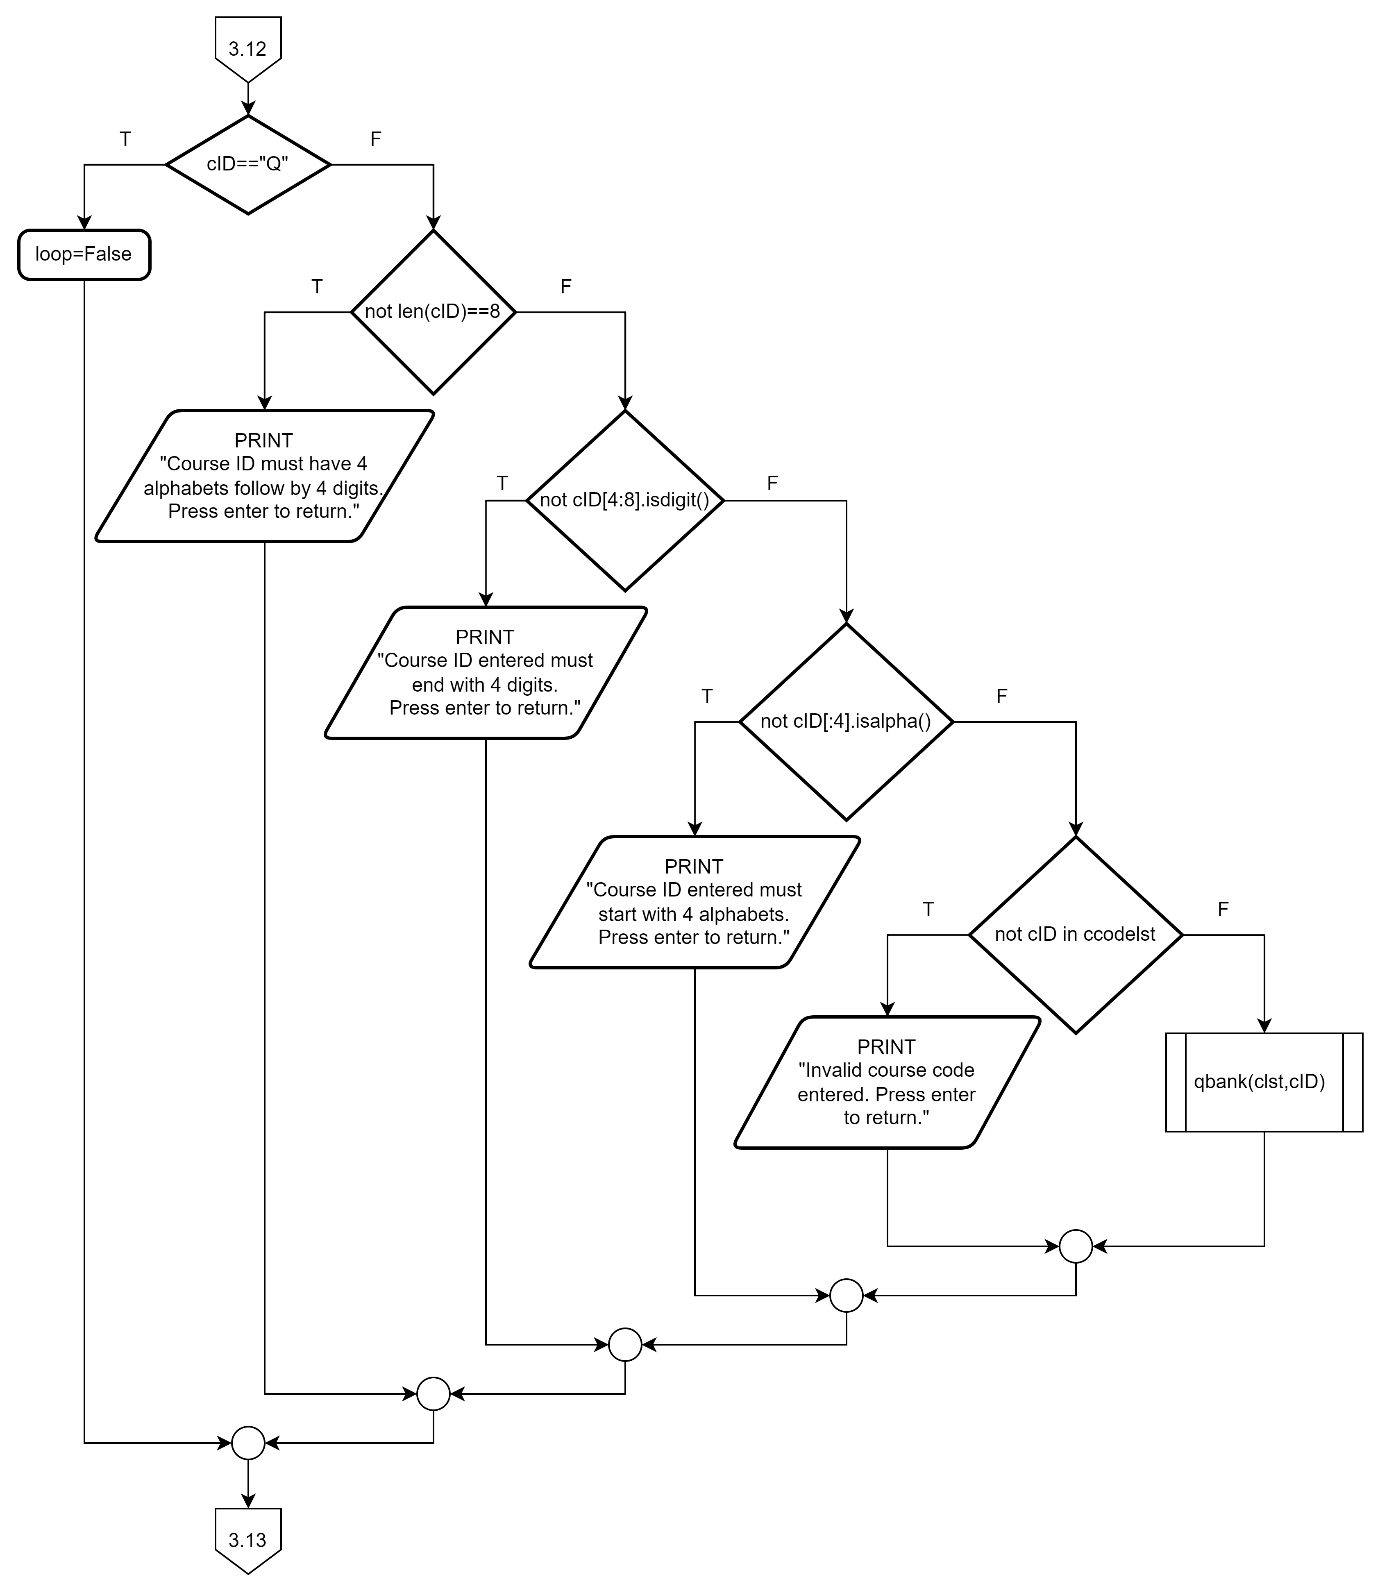 3.12
T
F
cID=="Q"
loop=False
T
F
not len(cID)==8
PRINT
"Course ID must have 4
alphabets follow by 4 digits.
Press enter to return."
T
F
not cID[4:8].isdigit()
PRINT
"Course ID entered must
end with 4 digits.
Press enter to return."
T
F
not cID[:4].isalpha()
PRINT
"Course ID entered must
start with 4 alphabets.
Press enter to return."
T
F
not cID in ccodelst
PRINT
"Invalid course code
entered. Press enter
to return."
qbank(clst,cID)
3.13